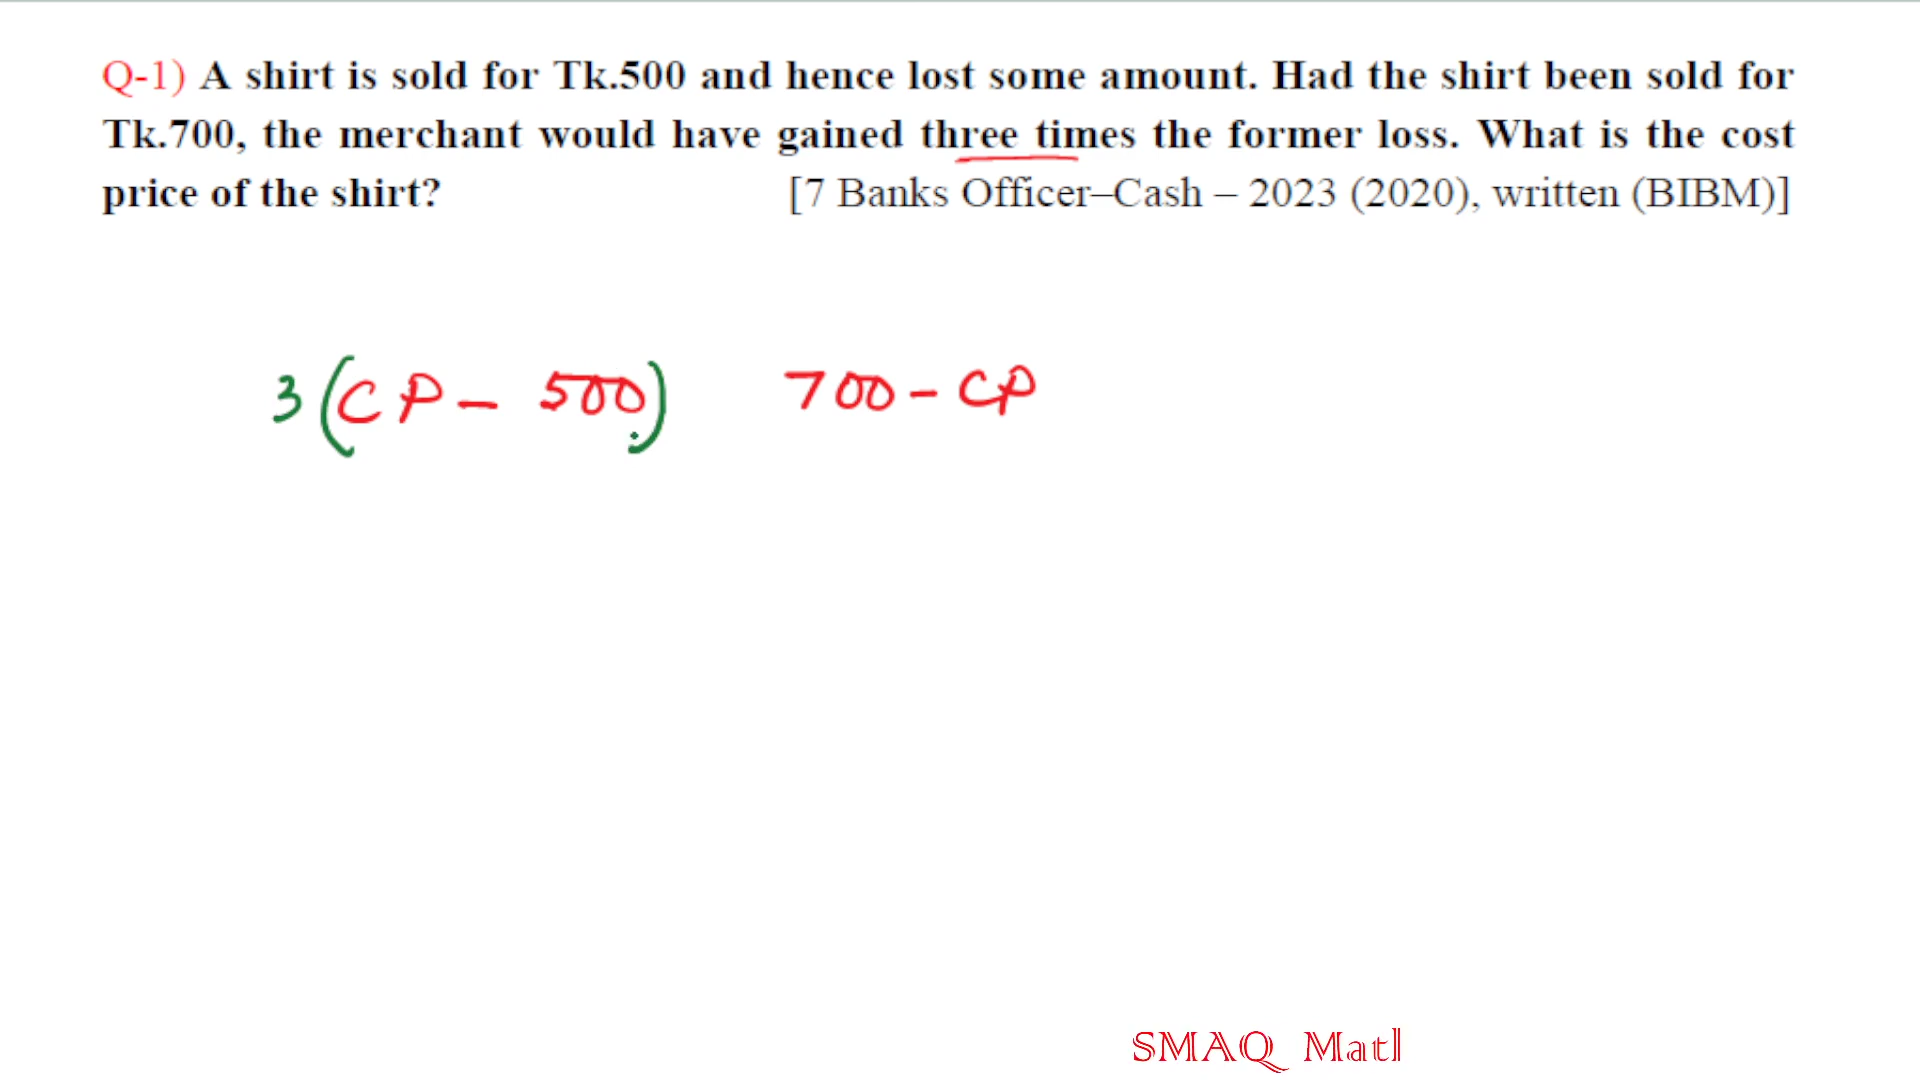 Q-1) A shirt is sold for Tk.500 and hence lost some amount. Had the shirt been sold for
Tk.700, the merchant would have gained three times the former loss. What is the cost
price of the shirt? [7 Banks Officer–Cash – 2023 (2020), written (BIBM)]
3(CP - 500) 700 - CP
SMAQ Matl